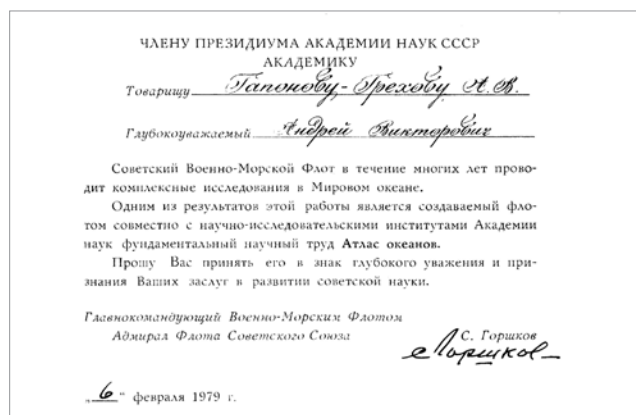 ЧЛЕНУ ПРЕЗИДИУМА АКАДЕМИИ НАУК СССР
АКАДЕМИКУ
Товарищу Гапонову-Грехову А.В.
Глубокоуважаемый Андрей Викторович
Советский Военно-Морской Флот в течение многих лет прово-
дит комплексные исследования в Мировом океане.
Одним из результатов этой работы является создаваемый фло-
том совместно с научно-исследовательскими институтами Академии
наук фундаментальный научный труд Атлас океанов.
Прошу Вас принять его в знак глубокого уважения и при-
знания Ваших заслуг в развитии советской науки.
Главнокомандующий Военно-Морским Флотом
Адмирал Флота Советского Союза С. Горшков
С Горшков
„6" февраля 1979 г.